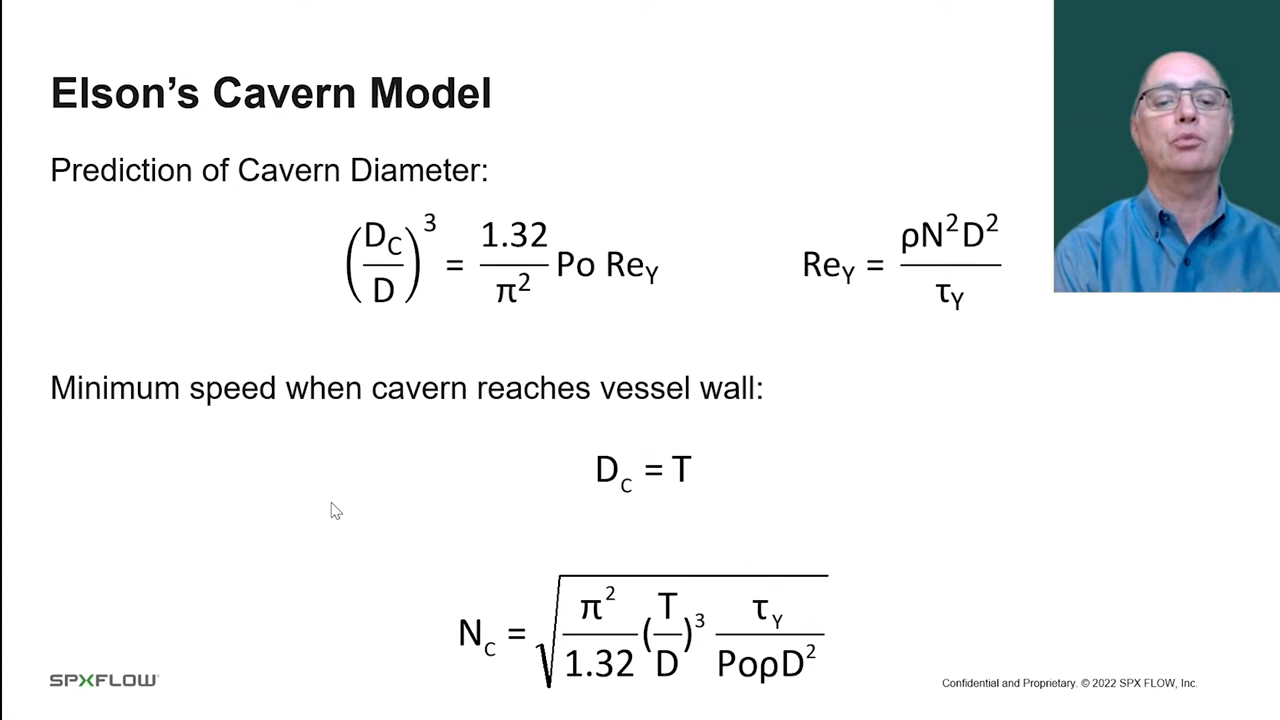 Elson’s Cavern Model
Prediction of Cavern Diameter:
(D_C/D)^3 = 1.32/π^2 Po Re_Y
Re_Y = ρN^2D^2/τ_Y
Minimum speed when cavern reaches vessel wall:
D_C = T
N_C = √(π^2/1.32 (T/D)^3 τ_Y/PoρD^2)
SPXFLOW
Confidential and Proprietary. © 2022 SPX FLOW, Inc.